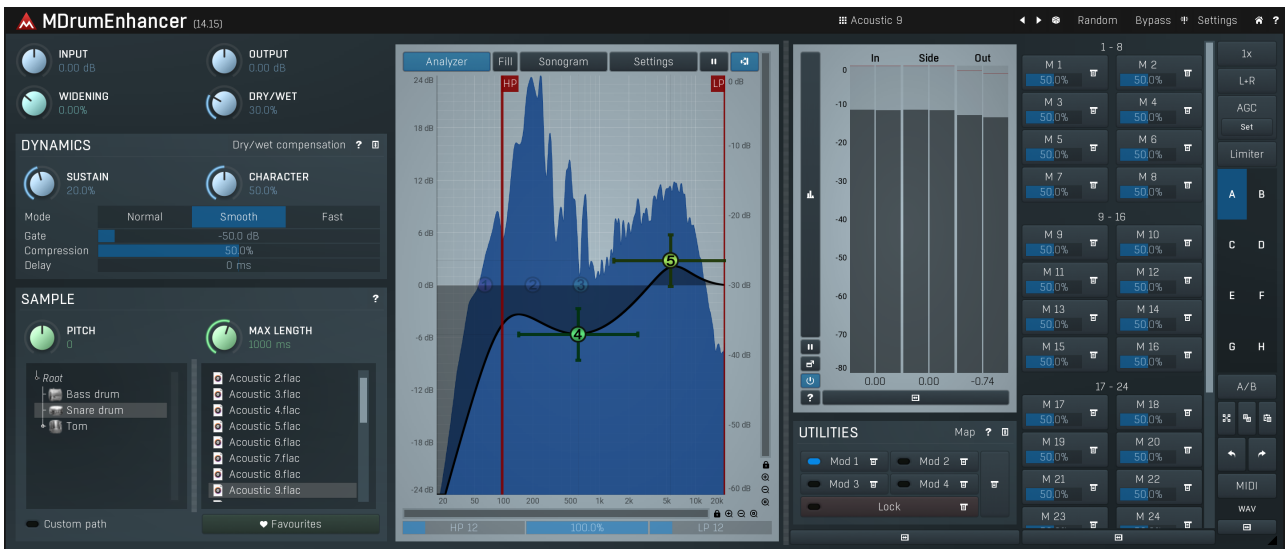 MDrumEnhancer (14.15)
Acoustic 9
Random
Bypass
Settings
?
INPUT
0.00 dB
OUTPUT
0.00 dB
WIDENING
0.00%
DRY/WET
30.0%
DYNAMICS
Dry/wet compensation ?
SUSTAIN
20.0%
CHARACTER
50.0%
Mode Normal Smooth Fast
Gate -50.0 dB
Compression 50.0%
Delay 0 ms
SAMPLE ?
PITCH
0
MAX LENGTH
1000 ms
Root
Bass drum
Snare drum
Tom
Acoustic 2.flac
Acoustic 3.flac
Acoustic 4.flac
Acoustic 5.flac
Acoustic 6.flac
Acoustic 7.flac
Acoustic 8.flac
Acoustic 9.flac
Custom path
Favourites
Analyzer Fill Sonogram Settings
HP LP
24 dB
18 dB
12 dB
6 dB
0 dB
-6 dB
-12 dB
-18 dB
-24 dB
0 dB
-10 dB
-20 dB
-30 dB
-40 dB
-50 dB
-60 dB
1 2 3
4
5
20 50 100 200 500 1k 2k 5k 10k 20k
HP 12 100.0% LP 12
In Side Out
0
-10
-20
-30
-40
-50
-60
-70
-80
0.00 0.00 -0.74
?
UTILITIES
Map ?
Mod 1 Mod 2
Mod 3 Mod 4
Lock
1 - 8
M 1 M 2
50.0% 50.0%
M 3 M 4
50.0% 50.0%
M 5 M 6
50.0% 50.0%
M 7 M 8
50.0% 50.0%
9 - 16
M 9 M 10
50.0% 50.0%
M 11 M 12
50.0% 50.0%
M 13 M 14
50.0% 50.0%
M 15 M 16
50.0% 50.0%
17 - 24
M 17 M 18
50.0% 50.0%
M 19 M 20
50.0% 50.0%
M 21 M 22
50.0% 50.0%
M 23 M 24
1x
L+R
AGC
Set
Limiter
A B
C D
E F
G H
A/B
MIDI
WAV